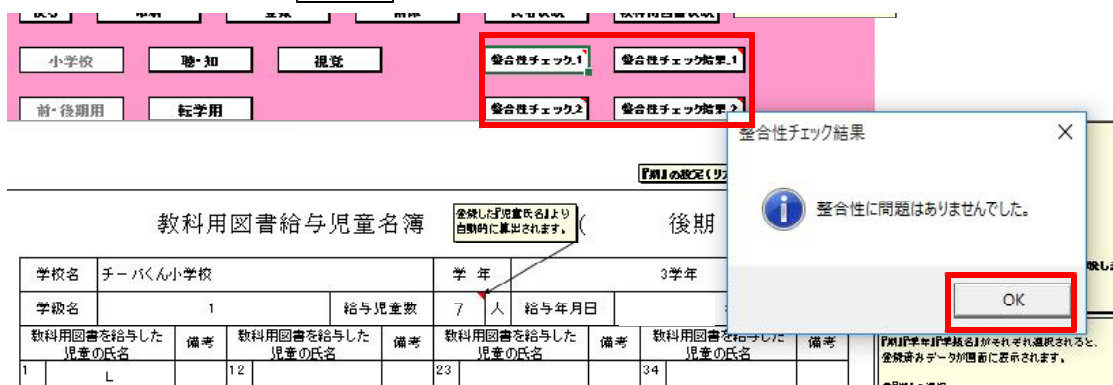 小学校 聴・知 視覚 整合性チェック_1 整合性チェック結果_1
前・後期用 転学用 整合性チェック_2 整合性チェック結果_2
整合性チェック結果
整合性に問題はありませんでした。
OK
教科用図書給与児童名簿
登録した『児童氏名』より
自動的に算出されます。
( 後期
学校名 チーバくん小学校 学 年 3学年
学級名 1 給与児童数 7 人 給与年月日
教科用図書を給与した 備考 教科用図書を給与した 備考 教科用図書を給与した 備考 教科用図書を給与した 備考
児童の氏名 児童の氏名 児童の氏名 児童の氏名
1 L 12 23 34
『期』『学年』『学級名』がそれぞれ選択されると、
登録済みデータが画面に表示されます。